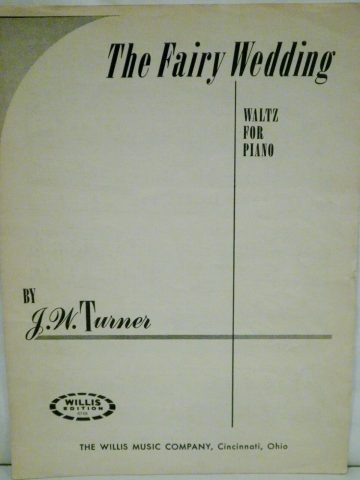 The Fairy Wedding
WALTZ
FOR
PIANO
BY
J.W. Turner
WILLIS
EDITION
THE WILLIS MUSIC COMPANY, Cincinnati, Ohio